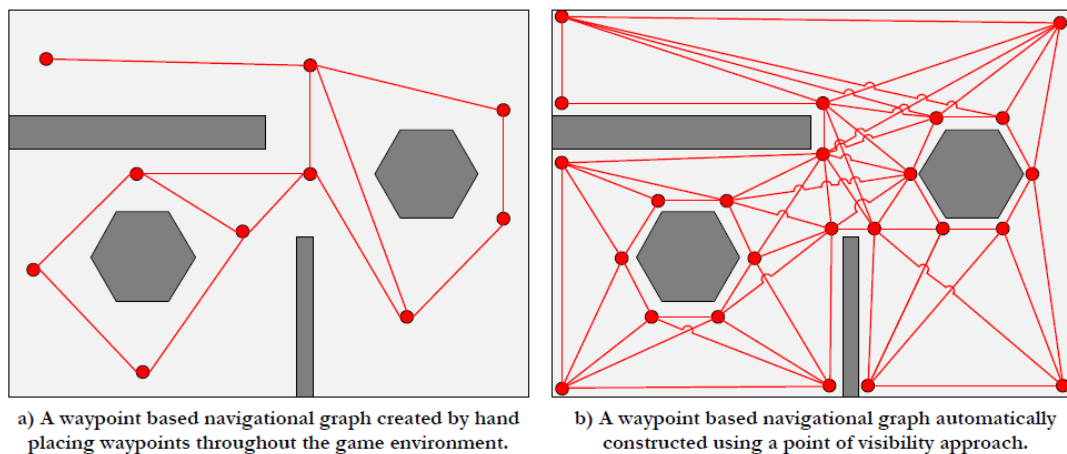 a) A waypoint based navigational graph created by hand
placing waypoints throughout the game environment.
b) A waypoint based navigational graph automatically
constructed using a point of visibility approach.